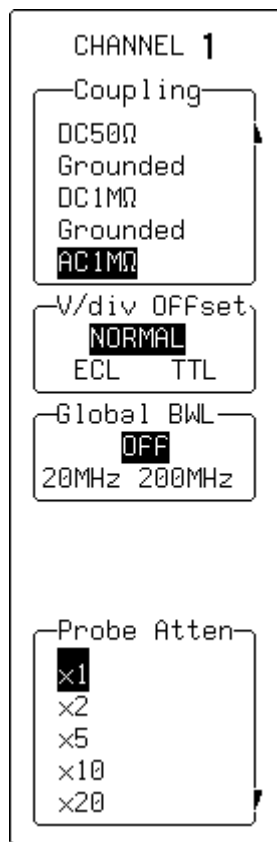 CHANNEL 1
Coupling
DC50Ω
Grounded
DC1MΩ
Grounded
AC1MΩ
V/div OFFset
NORMAL
ECL TTL
Global BWL
OFF
20MHz 200MHz
Probe Atten
×1
×2
×5
×10
×20